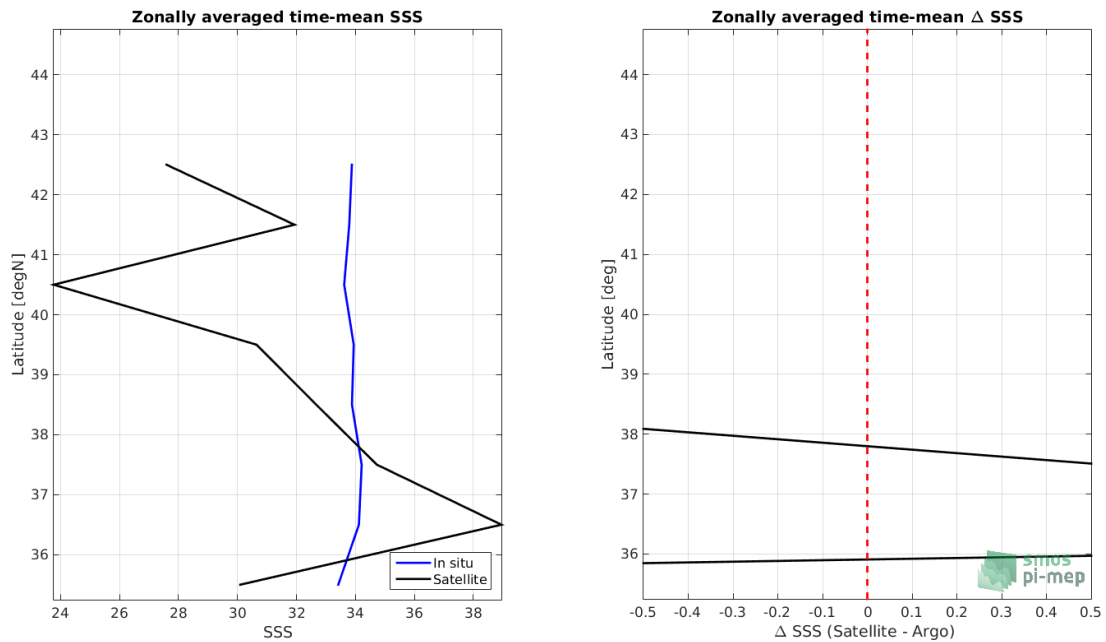 Zonally averaged time-mean SSS
44
43
42
41
40
39
38
37
36
Latitude [degN]
24 26 28 30 32 34 36 38
SSS
In situ
Satellite
Zonally averaged time-mean Δ SSS
44
43
42
41
40
39
38
37
36
Latitude [deg]
-0.5 -0.4 -0.3 -0.2 -0.1 0 0.1 0.2 0.3 0.4 0.5
Δ SSS (Satellite - Argo)
smos
pi-mep